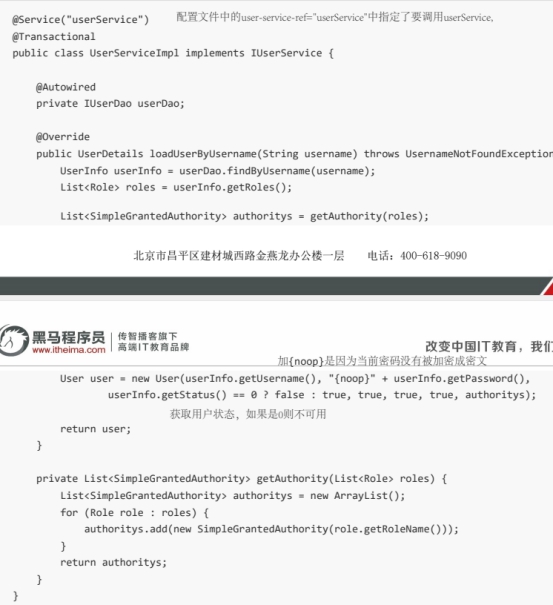 @Service("userService") 配置文件中的user-service-ref="userService"中指定了要调用userService,
@Transactional
public class UserServiceImpl implements IUserService {
@Autowired
private IUserDao userDao;
@Override
public UserDetails loadUserByUsername(String username) throws UsernameNotFoundException
UserInfo userInfo = userDao.findByUsername(username);
List<Role> roles = userInfo.getRoles();
List<SimpleGrantedAuthority> authoritys = getAuthority(roles);
北京市昌平区建材城西路金燕龙办公楼一层 电话：400-618-9090
黑马程序员 传智播客旗下
www.itheima.com 高端IT教育品牌
改变中国IT教育，我们
加{noop}是因为当前密码没有被加密成密文
User user = new User(userInfo.getUsername(), "{noop}" + userInfo.getPassword(),
userInfo.getStatus() == 0 ? false : true, true, true, true, authoritys);
获取用户状态，如果是0则不可用
return user;
}
private List<SimpleGrantedAuthority> getAuthority(List<Role> roles) {
List<SimpleGrantedAuthority> authoritys = new ArrayList();
for (Role role : roles) {
authoritys.add(new SimpleGrantedAuthority(role.getRoleName()));
}
return authoritys;
}
}